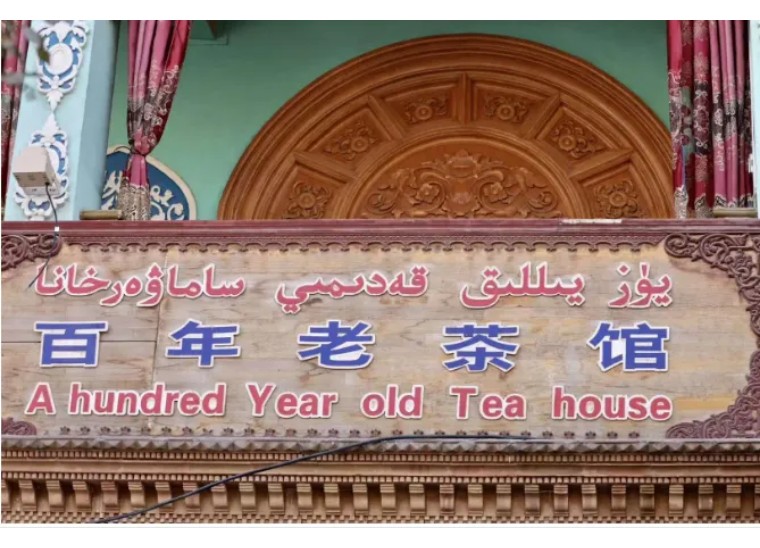 يۈز يىللىق قەدىمىي ساماۋەرخانا
百年老茶馆
A hundred Year old Tea house